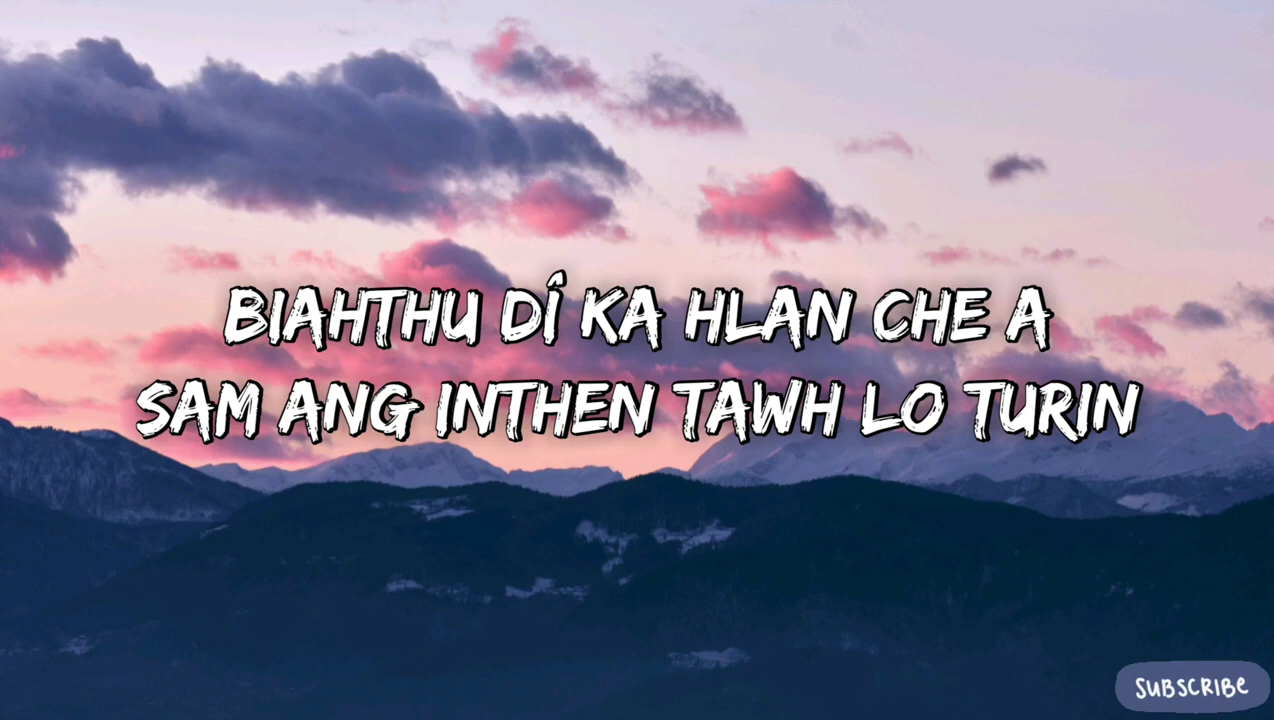 BIAHTHU DÎ KA HLAN CHE A
SAM ANG INTHEN TAWH LO TURIN
SUBSCRIBE